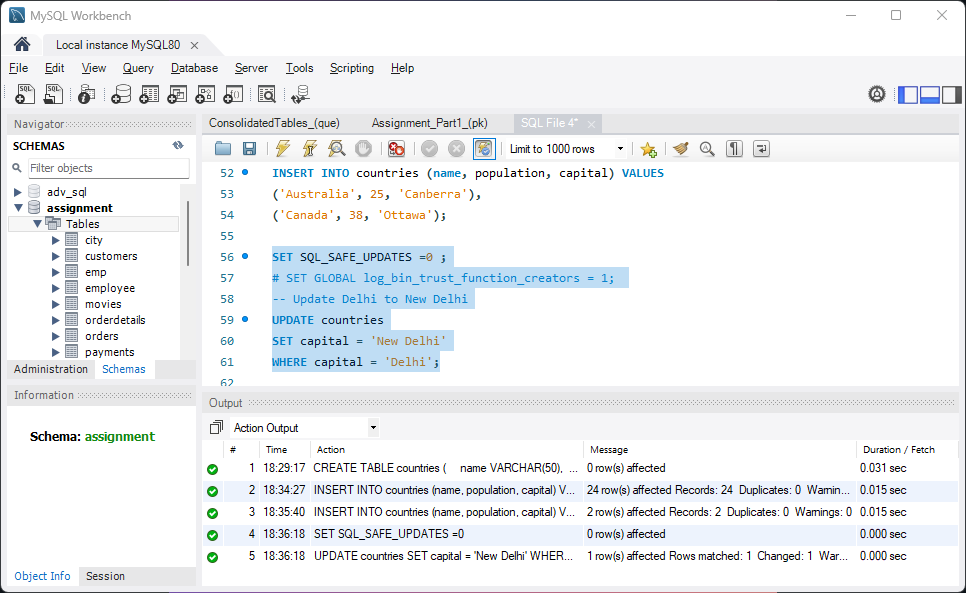 MySQL Workbench
Local instance MySQL80
File Edit View Query Database Server Tools Scripting Help
Navigator
SCHEMAS
Filter objects
adv_sql
assignment
Tables
city
customers
emp
employee
movies
orderdetails
orders
payments
Administration Schemas
Information
Schema: assignment
Object Info Session
ConsolidatedTables_(que) Assignment_Part1_(pk) SQL File 4*
Limit to 1000 rows
52 INSERT INTO countries (name, population, capital) VALUES
53 ('Australia', 25, 'Canberra'),
54 ('Canada', 38, 'Ottawa');
55
56 SET SQL_SAFE_UPDATES =0 ;
57 # SET GLOBAL log_bin_trust_function_creators = 1;
58 -- Update Delhi to New Delhi
59 UPDATE countries
60 SET capital = 'New Delhi'
61 WHERE capital = 'Delhi';
62
Output
Action Output
# Time Action Message Duration / Fetch
1 18:29:17 CREATE TABLE countries ( name VARCHAR(50), ... 0 row(s) affected 0.031 sec
2 18:34:27 INSERT INTO countries (name, population, capital) V... 24 row(s) affected Records: 24 Duplicates: 0 Warnin... 0.015 sec
3 18:35:40 INSERT INTO countries (name, population, capital) V... 2 row(s) affected Records: 2 Duplicates: 0 Warnings: 0 0.015 sec
4 18:36:18 SET SQL_SAFE_UPDATES =0 0 row(s) affected 0.000 sec
5 18:36:18 UPDATE countries SET capital = 'New Delhi' WHER... 1 row(s) affected Rows matched: 1 Changed: 1 War... 0.000 sec